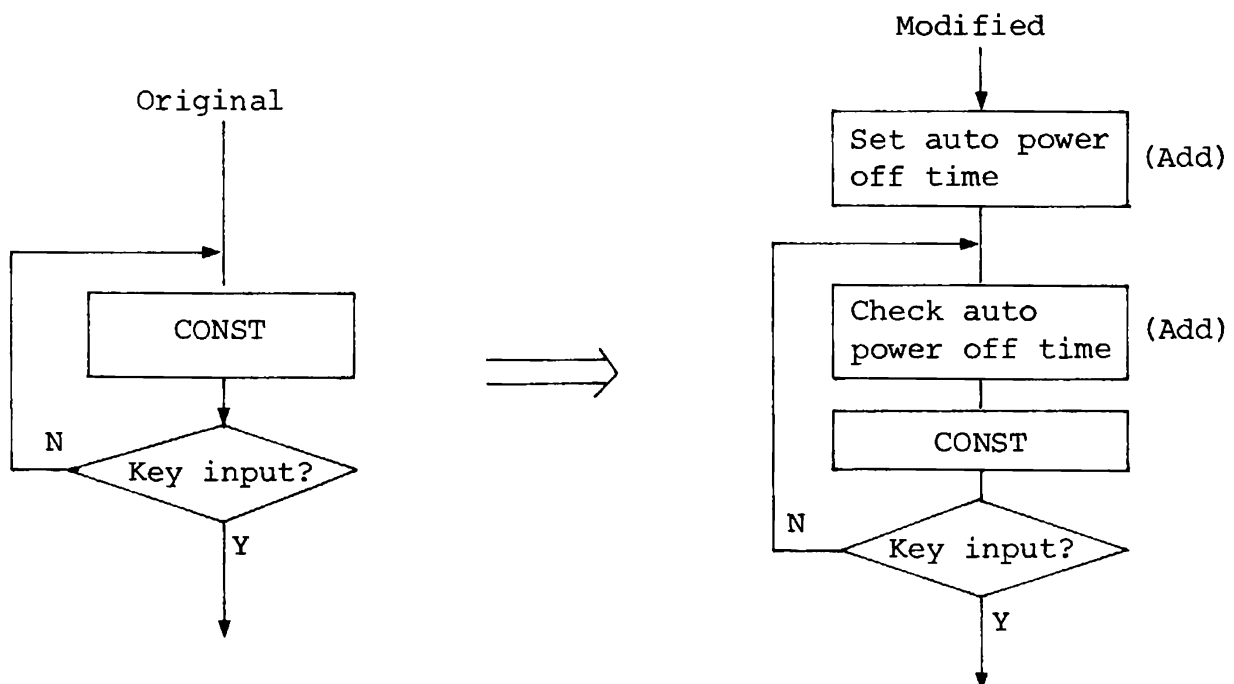 Original
CONST
N
Key input?
Y
Modified
Set auto power
off time
(Add)
Check auto
power off time
(Add)
CONST
N
Key input?
Y